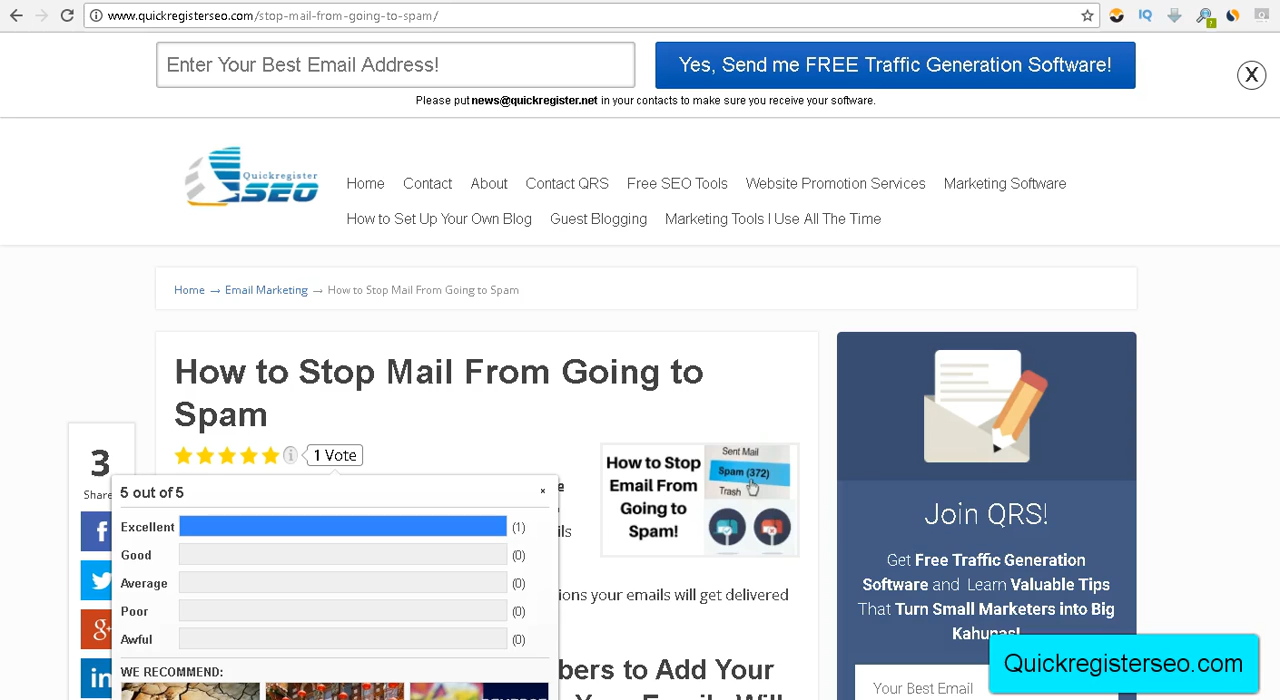 www.quickregisterseo.com/stop-mail-from-going-to-spam/
IQ
Enter Your Best Email Address!
Yes, Send me FREE Traffic Generation Software!
X
Please put news@quickregister.net in your contacts to make sure you receive your software.
Quickregister
SEO
Home Contact About Contact QRS Free SEO Tools Website Promotion Services Marketing Software
How to Set Up Your Own Blog Guest Blogging Marketing Tools I Use All The Time
Home → Email Marketing → How to Stop Mail From Going to Spam
How to Stop Mail From Going to
Spam
1 Vote
3
Share
f
g+
in
5 out of 5
×
Excellent (1)
Good (0)
Average (0)
Poor (0)
Awful (0)
WE RECOMMEND:
How to Stop
Email From
Going to
Spam!
Sent Mail
Spam (372)
Trash
e
ils
ions your emails will get delivered
bers to Add Your
Join QRS!
Get Free Traffic Generation
Software and Learn Valuable Tips
That Turn Small Marketers into Big
Kahunas!
Your Best Email
Quickregisterseo.com